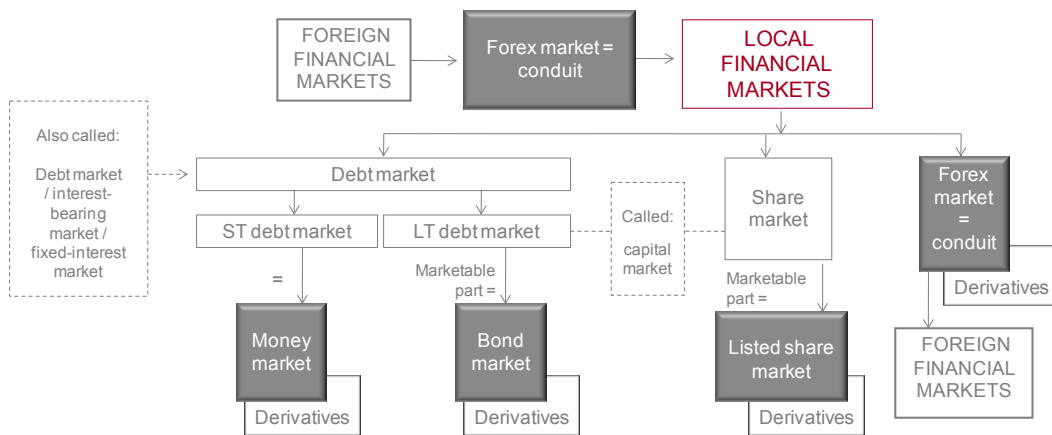 FOREIGN
FINANCIAL
MARKETS
Forex market =
conduit
LOCAL
FINANCIAL
MARKETS
Also called:
Debt market
/ interest-
bearing
market /
fixed-interest
market
Debt market
ST debt market
LT debt market
Called:
capital
market
Share
market
Forex
market
=
conduit
Derivatives
=
Marketable
part =
Marketable
part =
Money
market
Derivatives
Bond
market
Derivatives
Listed share
market
Derivatives
FOREIGN
FINANCIAL
MARKETS